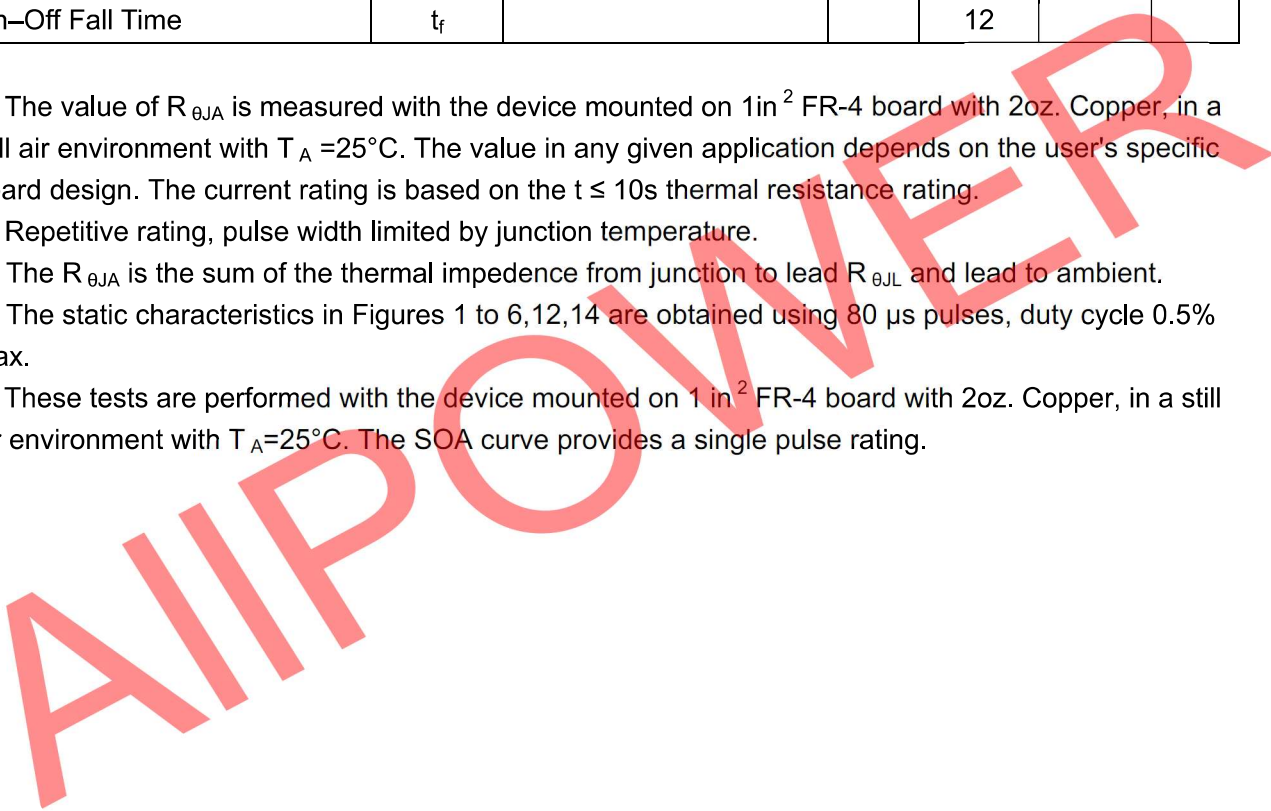 n–Off Fall Time tf 12
The value of R θJA is measured with the device mounted on 1in 2 FR-4 board with 2oz. Copper, in a
ll air environment with T A =25°C. The value in any given application depends on the user's specific
ard design. The current rating is based on the t ≤ 10s thermal resistance rating.
Repetitive rating, pulse width limited by junction temperature.
The R θJA is the sum of the thermal impedence from junction to lead R θJL and lead to ambient.
The static characteristics in Figures 1 to 6,12,14 are obtained using 80 µs pulses, duty cycle 0.5%
ax.
These tests are performed with the device mounted on 1 in 2 FR-4 board with 2oz. Copper, in a still
r environment with T A=25°C. The SOA curve provides a single pulse rating.
AllPOWER